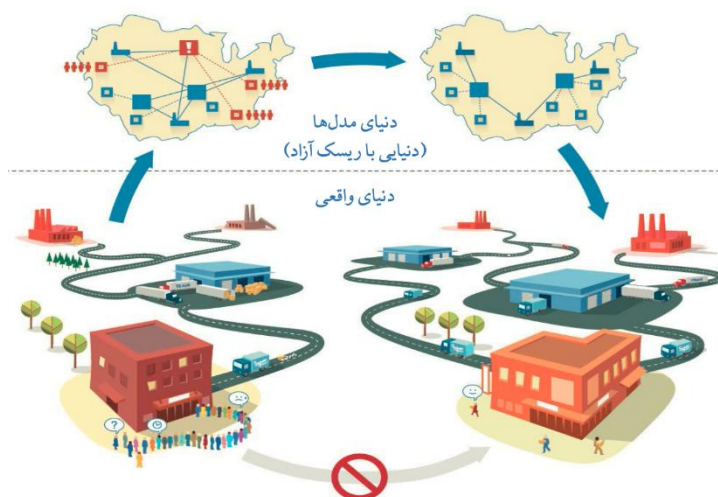 !
دنیای مدل‌ها
(دنیایی با ریسک آزاد)
دنیای واقعی
?